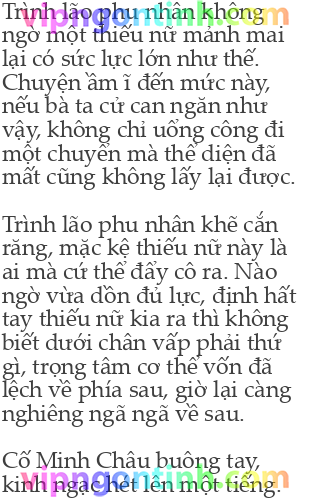 Trình lão phu nhân không
ngờ một thiếu nữ mảnh mai
lại có sức lực lớn như thế.
Chuyện ầm ĩ đến mức này,
nếu bà ta cử can ngăn như
vậy, không chỉ uổng công đi
một chuyến mà thể diện đã
mất cũng không lấy lại được.
Trình lão phu nhân khẽ cắn
răng, mặc kệ thiếu nữ này là
ai mà cứ thể đẩy cô ra. Nào
ngờ vừa dồn đủ lực, định hất
tay thiếu nữ kia ra thì không
biết dưới chân vấp phải thứ
gì, trọng tâm cơ thể vốn đã
lệch về phía sau, giờ lại càng
nghiêng ngã ngã về sau.
Cố Minh Châu buông tay,
kinh ngạc hét lên một tiếng.
vipngontinh.com
vipngontinh.com